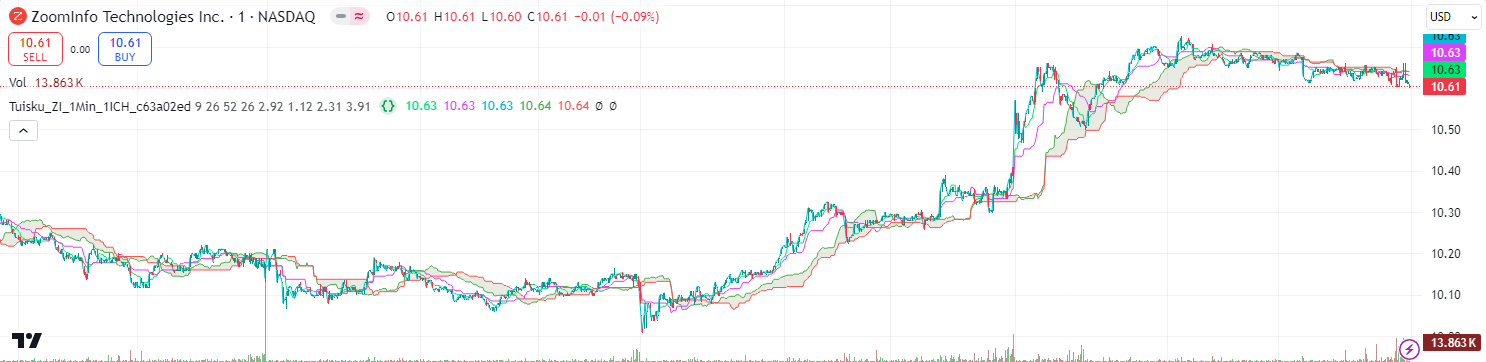 Z ZoomInfo Technologies Inc. · 1 · NASDAQ O10.61 H10.61 L10.60 C10.61 −0.01 (−0.09%)
USD
10.61 SELL
0.00
10.61 BUY
10.63
10.63
10.63
10.61
Vol 13.863 K
Tuisku_ZI_1Min_1ICH_c63a02ed 9 26 52 26 2.92 1.12 2.31 3.91 {} 10.63 10.63 10.63 10.64 10.64 Ø Ø
10.50
10.40
10.30
10.20
10.10
13.863 K